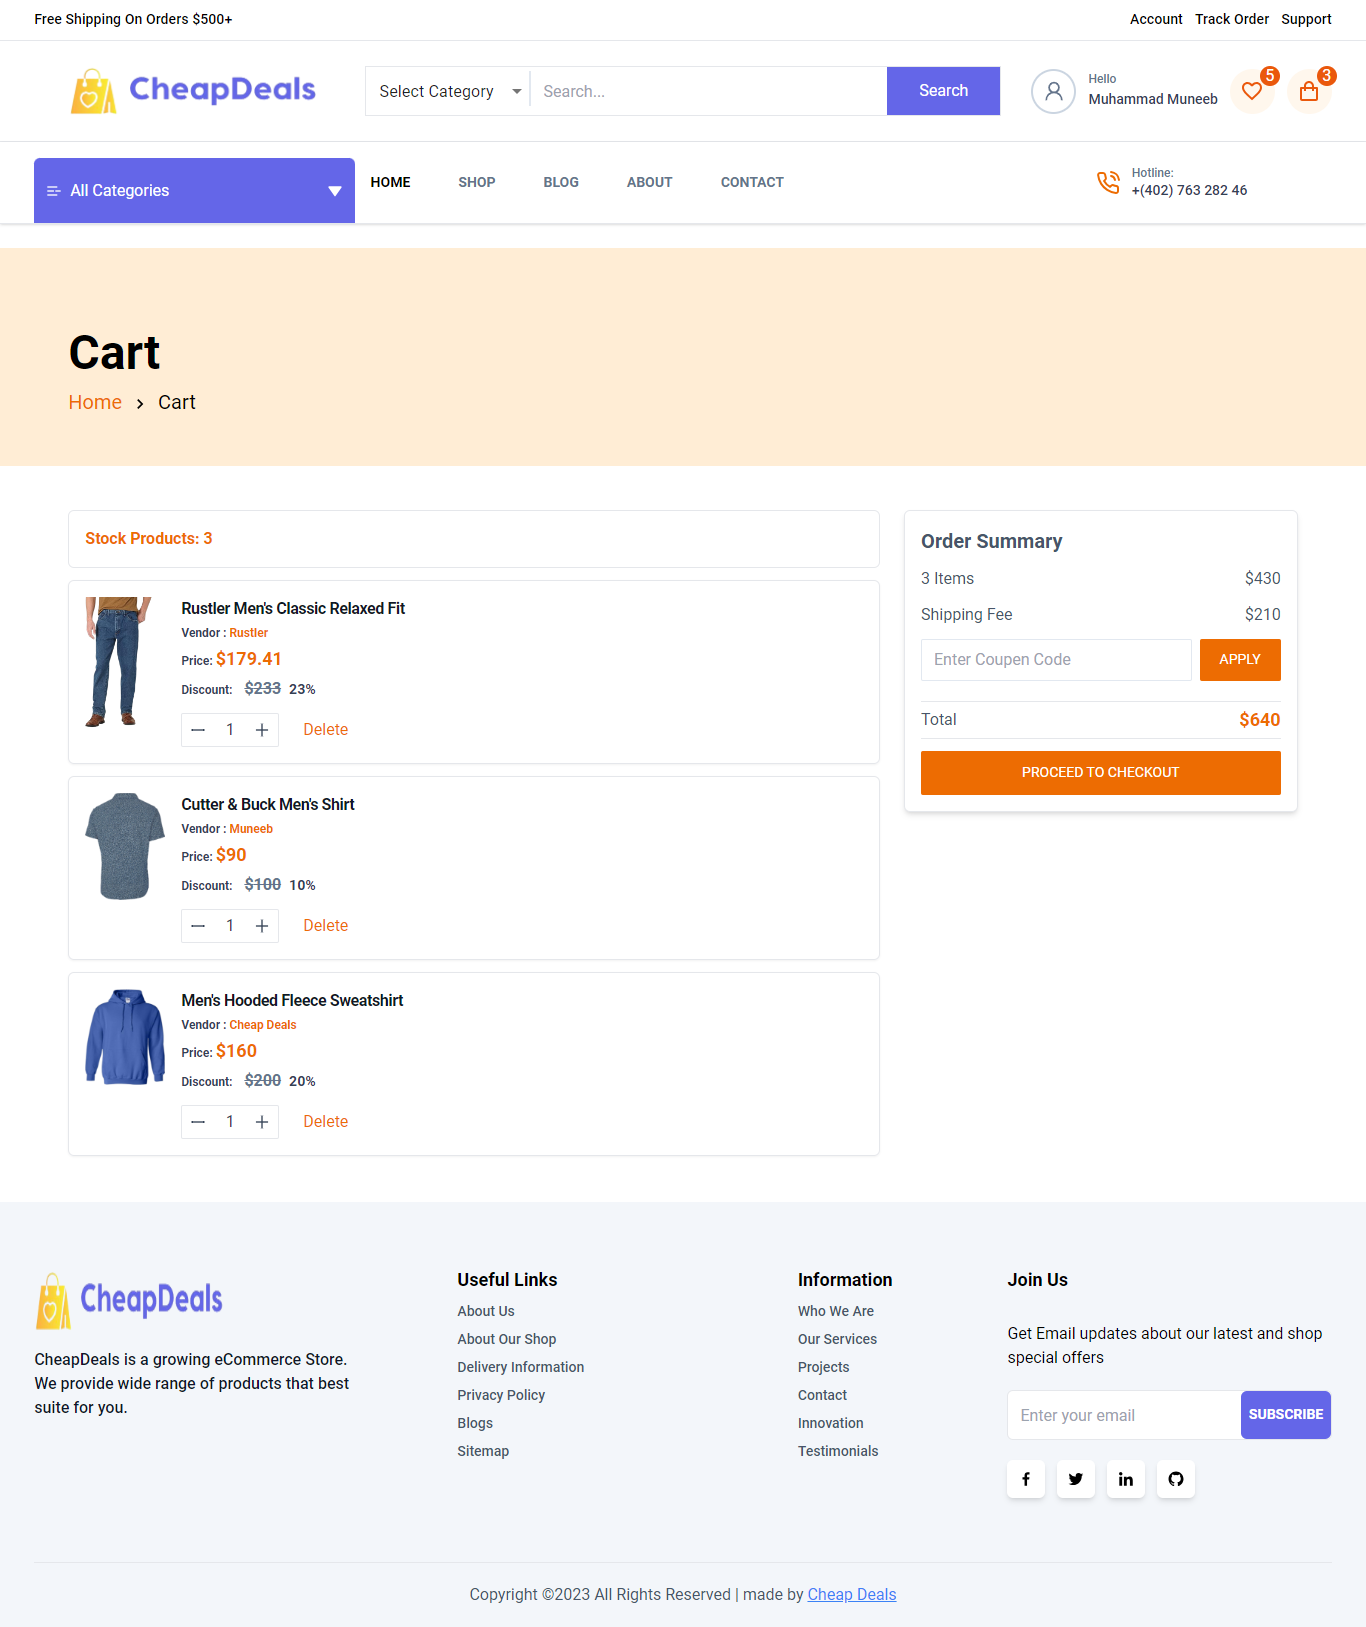 Free Shipping On Orders $500+
Account Track Order Support
CheapDeals
Select Category
Search...
Search
Hello
Muhammad Muneeb
5
3
All Categories
HOME SHOP BLOG ABOUT CONTACT
Hotline:
+(402) 763 282 46
Cart
Home > Cart
Stock Products: 3
Rustler Men's Classic Relaxed Fit
Vendor : Rustler
Price: $179.41
Discount: $233 23%
1 Delete
Cutter & Buck Men's Shirt
Vendor : Muneeb
Price: $90
Discount: $100 10%
1 Delete
Men's Hooded Fleece Sweatshirt
Vendor : Cheap Deals
Price: $160
Discount: $200 20%
1 Delete
Order Summary
3 Items $430
Shipping Fee $210
Enter Coupen Code APPLY
Total $640
PROCEED TO CHECKOUT
CheapDeals
CheapDeals is a growing eCommerce Store.
We provide wide range of products that best
suite for you.
Useful Links
About Us
About Our Shop
Delivery Information
Privacy Policy
Blogs
Sitemap
Information
Who We Are
Our Services
Projects
Contact
Innovation
Testimonials
Join Us
Get Email updates about our latest and shop
special offers
Enter your email SUBSCRIBE
Copyright ©2023 All Rights Reserved | made by Cheap Deals